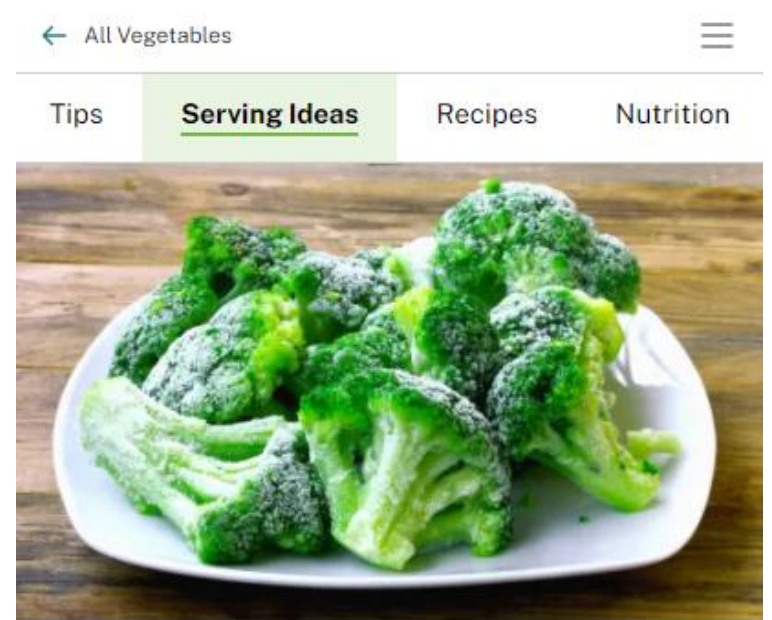 ← All Vegetables
Tips Serving Ideas Recipes Nutrition